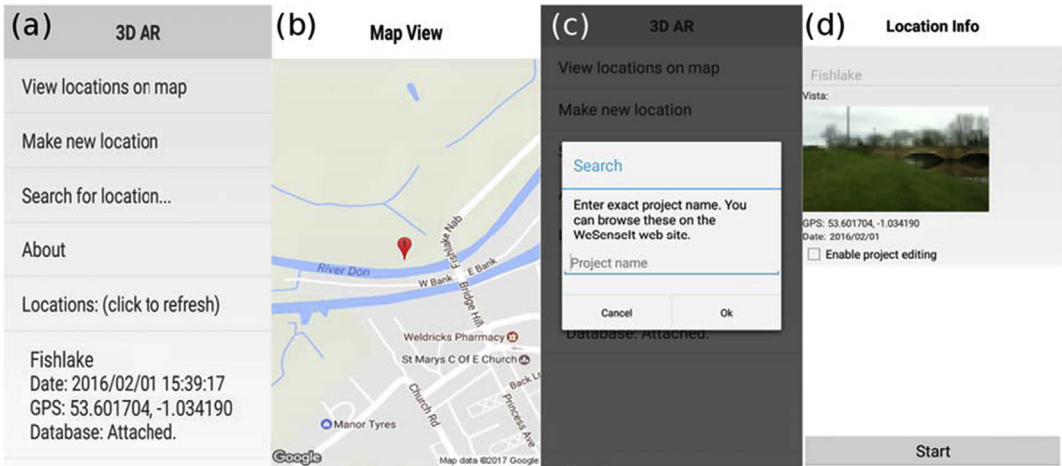 (a)
3D AR
View locations on map
Make new location
Search for location...
About
Locations: (click to refresh)
Fishlake
Date: 2016/02/01 15:39:17
GPS: 53.601704, -1.034190
Database: Attached.
(b)
Map View
Fishlake Nab
River Don
W Bank
E Bank
Bridge Hill
Weldricks Pharmacy
St Marys C Of E Church
Back L
Church Rd
Princess Ave
Manor Tyres
Google
Map data ©2017 Google
(c)
3D AR
View locations on map
Make new location
Search
Enter exact project name. You
can browse these on the
WeSenseIt web site.
Project name
Cancel
Ok
Database: Attached.
(d)
Location Info
Fishlake
Vista:
GPS: 53.601704, -1.034190
Date: 2016/02/01
Enable project editing
Start